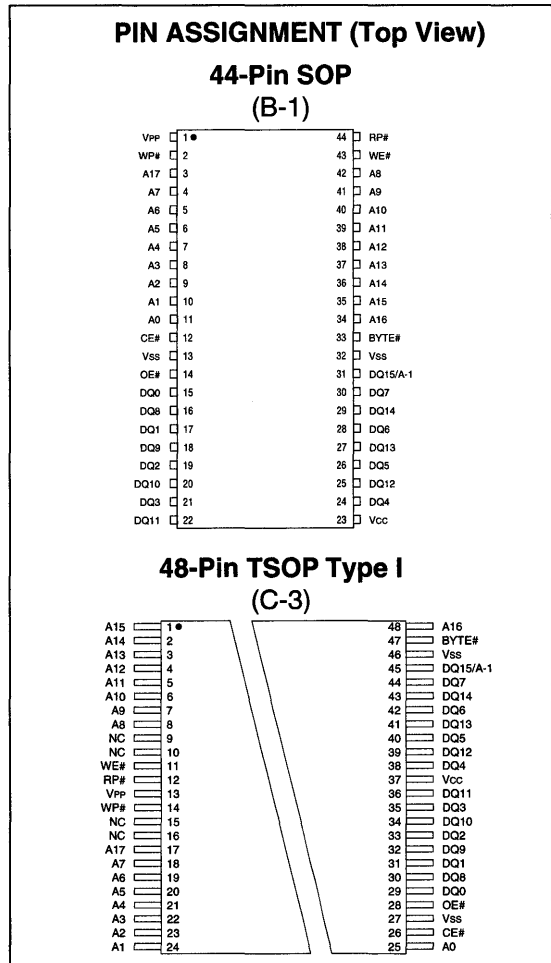 PIN ASSIGNMENT (Top View)
44-Pin SOP
(B-1)
VPP 1 44 RP#
WP# 2 43 WE#
A17 3 42 A8
A7 4 41 A9
A6 5 40 A10
A5 6 39 A11
A4 7 38 A12
A3 8 37 A13
A2 9 36 A14
A1 10 35 A15
A0 11 34 A16
CE# 12 33 BYTE#
Vss 13 32 Vss
OE# 14 31 DQ15/A-1
DQ0 15 30 DQ7
DQ8 16 29 DQ14
DQ1 17 28 DQ6
DQ9 18 27 DQ13
DQ2 19 26 DQ5
DQ10 20 25 DQ12
DQ3 21 24 DQ4
DQ11 22 23 Vcc
48-Pin TSOP Type I
(C-3)
A15 1 48 A16
A14 2 47 BYTE#
A13 3 46 Vss
A12 4 45 DQ15/A-1
A11 5 44 DQ7
A10 6 43 DQ14
A9 7 42 DQ6
A8 8 41 DQ13
NC 9 40 DQ5
NC 10 39 DQ12
WE# 11 38 DQ4
RP# 12 37 Vcc
VPP 13 36 DQ11
WP# 14 35 DQ3
NC 15 34 DQ10
NC 16 33 DQ2
A17 17 32 DQ9
A7 18 31 DQ1
A6 19 30 DQ8
A5 20 29 DQ0
A4 21 28 OE#
A3 22 27 Vss
A2 23 26 CE#
A1 24 25 A0